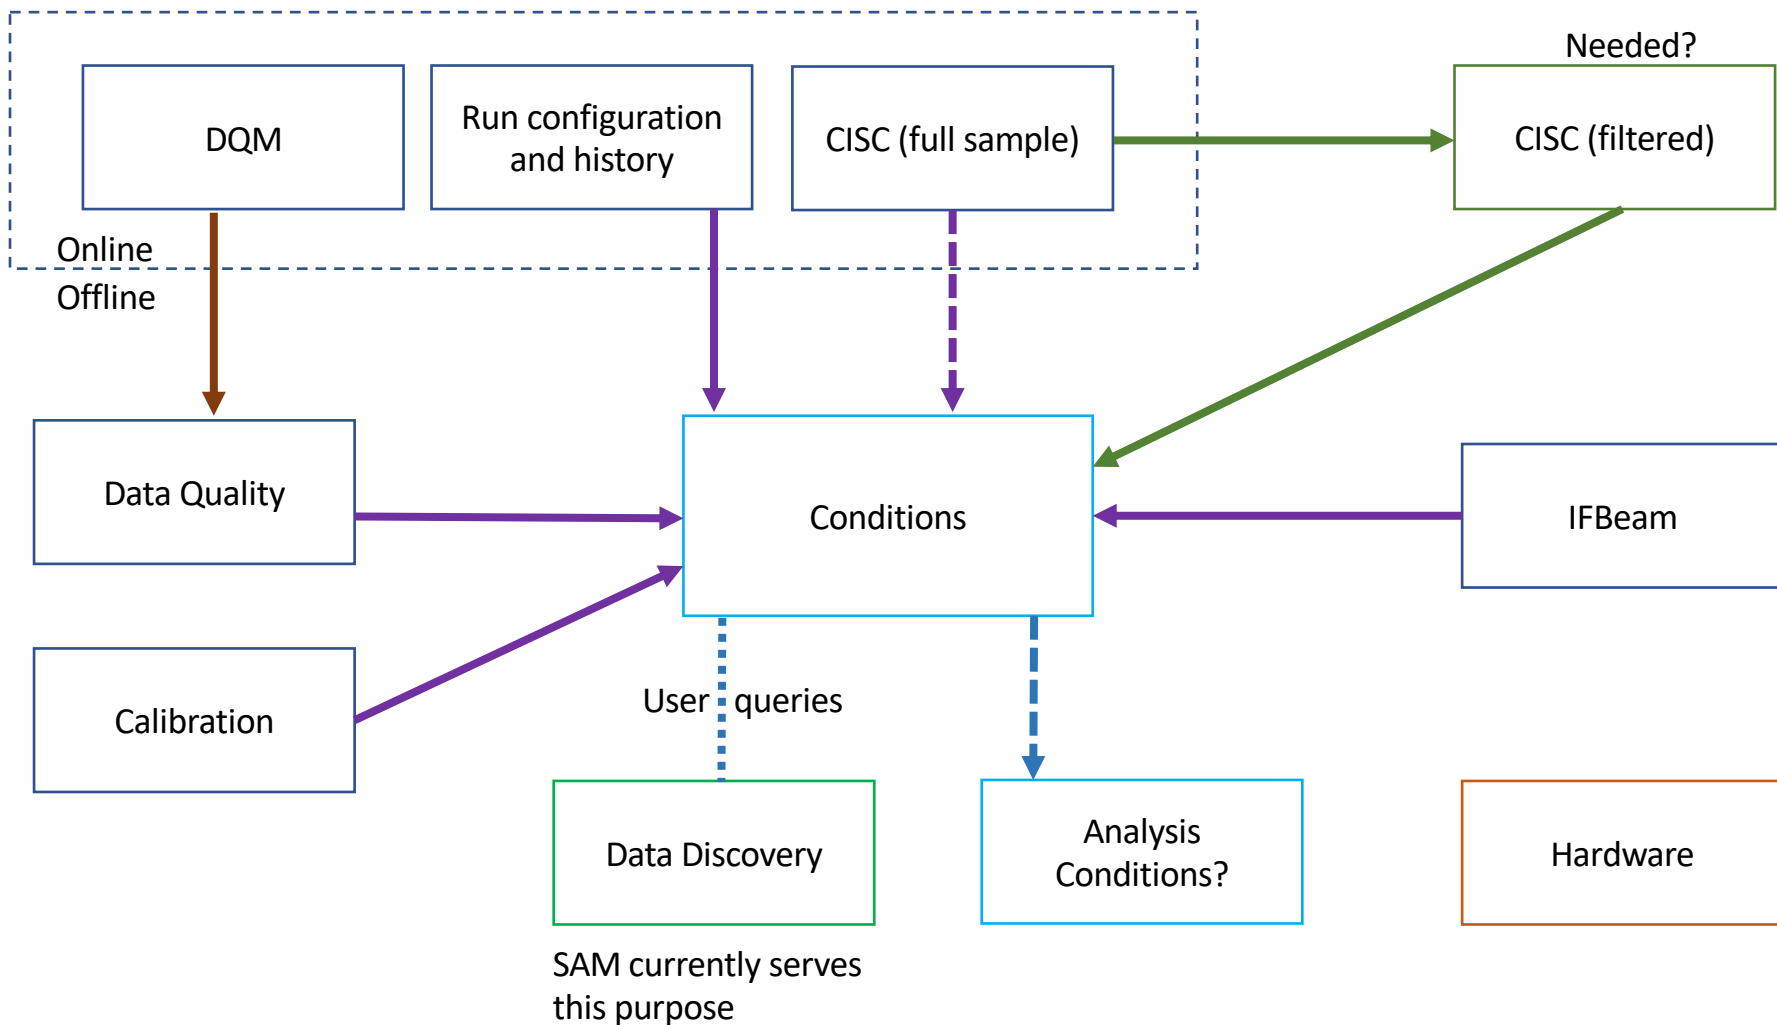 Needed?
DQM
Run configuration
and history
CISC (full sample)
CISC (filtered)
Online
Offline
Data Quality
Conditions
IFBeam
Calibration
User queries
Data Discovery
Analysis
Conditions?
Hardware
SAM currently serves
this purpose